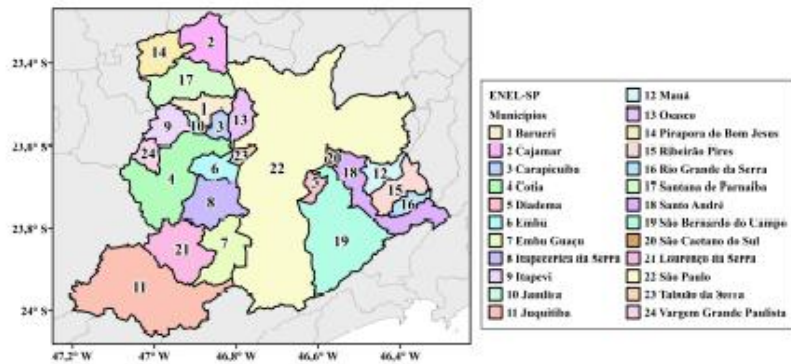 23,4° S
23,6° S
23,8° S
24° S
47,2° W
47° W
46,8° W
46,6° W
46,4° W
14
2
17
1
9
10
3
13
24
23
4
6
22
20
12
5
18
15
8
16
21
7
19
11
ENEL-SP
Municípios
1 Barueri
2 Cajamar
3 Carapicuíba
4 Cotia
5 Diadema
6 Embu
7 Embu Guaçu
8 Itapecerica da Serra
9 Itapevi
10 Jandira
11 Juquitiba
12 Mauá
13 Osasco
14 Pirapora do Bom Jesus
15 Ribeirão Pires
16 Rio Grande da Serra
17 Santana de Parnaíba
18 Santo André
19 São Bernardo do Campo
20 São Caetano do Sul
21 Lourenço da Serra
22 São Paulo
23 Taboão da Serra
24 Vargem Grande Paulista